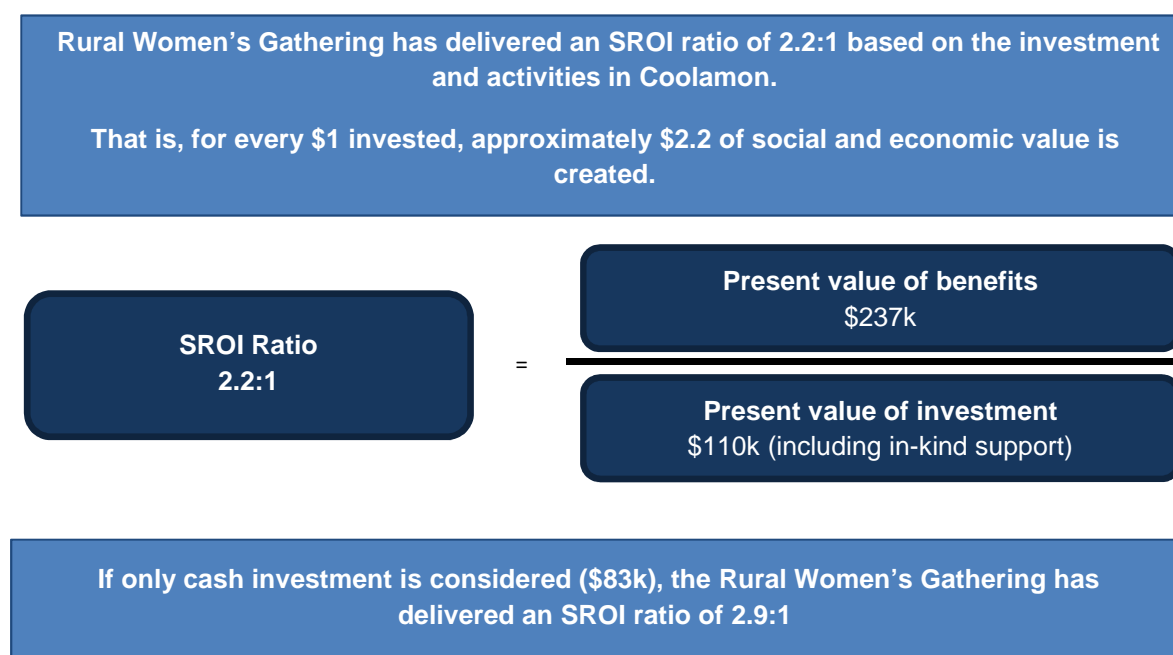 Rural Women’s Gathering has delivered an SROI ratio of 2.2:1 based on the investment
and activities in Coolamon.
That is, for every $1 invested, approximately $2.2 of social and economic value is
created.
SROI Ratio
2.2:1
=
Present value of benefits
$237k
Present value of investment
$110k (including in-kind support)
If only cash investment is considered ($83k), the Rural Women’s Gathering has
delivered an SROI ratio of 2.9:1